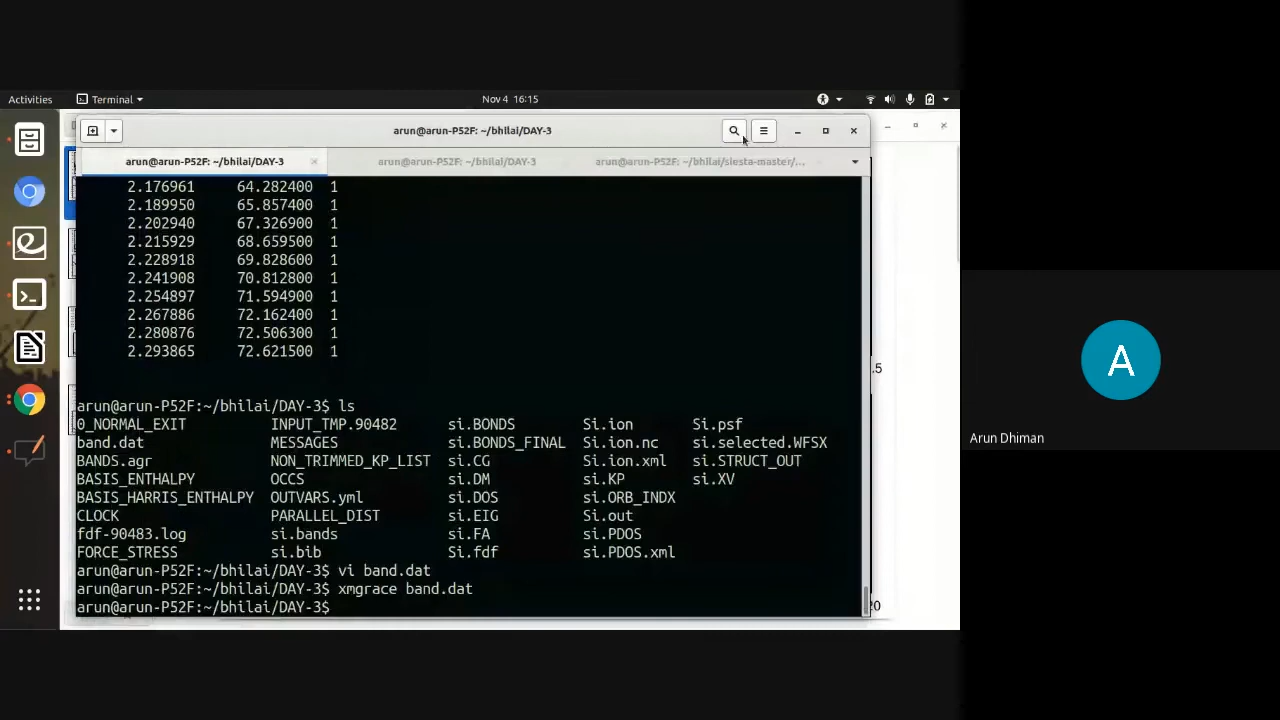 Activities Terminal Nov 4 16:15
arun@arun-P52F: ~/bhilai/DAY-3
arun@arun-P52F: ~/bhilai/DAY-3 arun@arun-P52F: ~/bhilai/DAY-3 arun@arun-P52F: ~/bhilai/siesta-master/...
2.176961 64.282400 1
2.189950 65.857400 1
2.202940 67.326900 1
2.215929 68.659500 1
2.228918 69.828600 1
2.241908 70.812800 1
2.254897 71.594900 1
2.267886 72.162400 1
2.280876 72.506300 1
2.293865 72.621500 1
.5
arun@arun-P52F:~/bhilai/DAY-3$ ls
0_NORMAL_EXIT INPUT_TMP.90482 si.BONDS Si.ion Si.psf
band.dat MESSAGES si.BONDS_FINAL Si.ion.nc si.selected.WFSX
BANDS.agr NON_TRIMMED_KP_LIST si.CG Si.ion.xml si.STRUCT_OUT
BASIS_ENTHALPY OCCS si.DM si.KP si.XV
BASIS_HARRIS_ENTHALPY OUTVARS.yml si.DOS si.ORB_INDX
CLOCK PARALLEL_DIST si.EIG Si.out
fdf-90483.log si.bands si.FA si.PDOS
FORCE_STRESS si.bib Si.fdf si.PDOS.xml
arun@arun-P52F:~/bhilai/DAY-3$ vi band.dat
arun@arun-P52F:~/bhilai/DAY-3$ xmgrace band.dat
arun@arun-P52F:~/bhilai/DAY-3$
20
A
Arun Dhiman